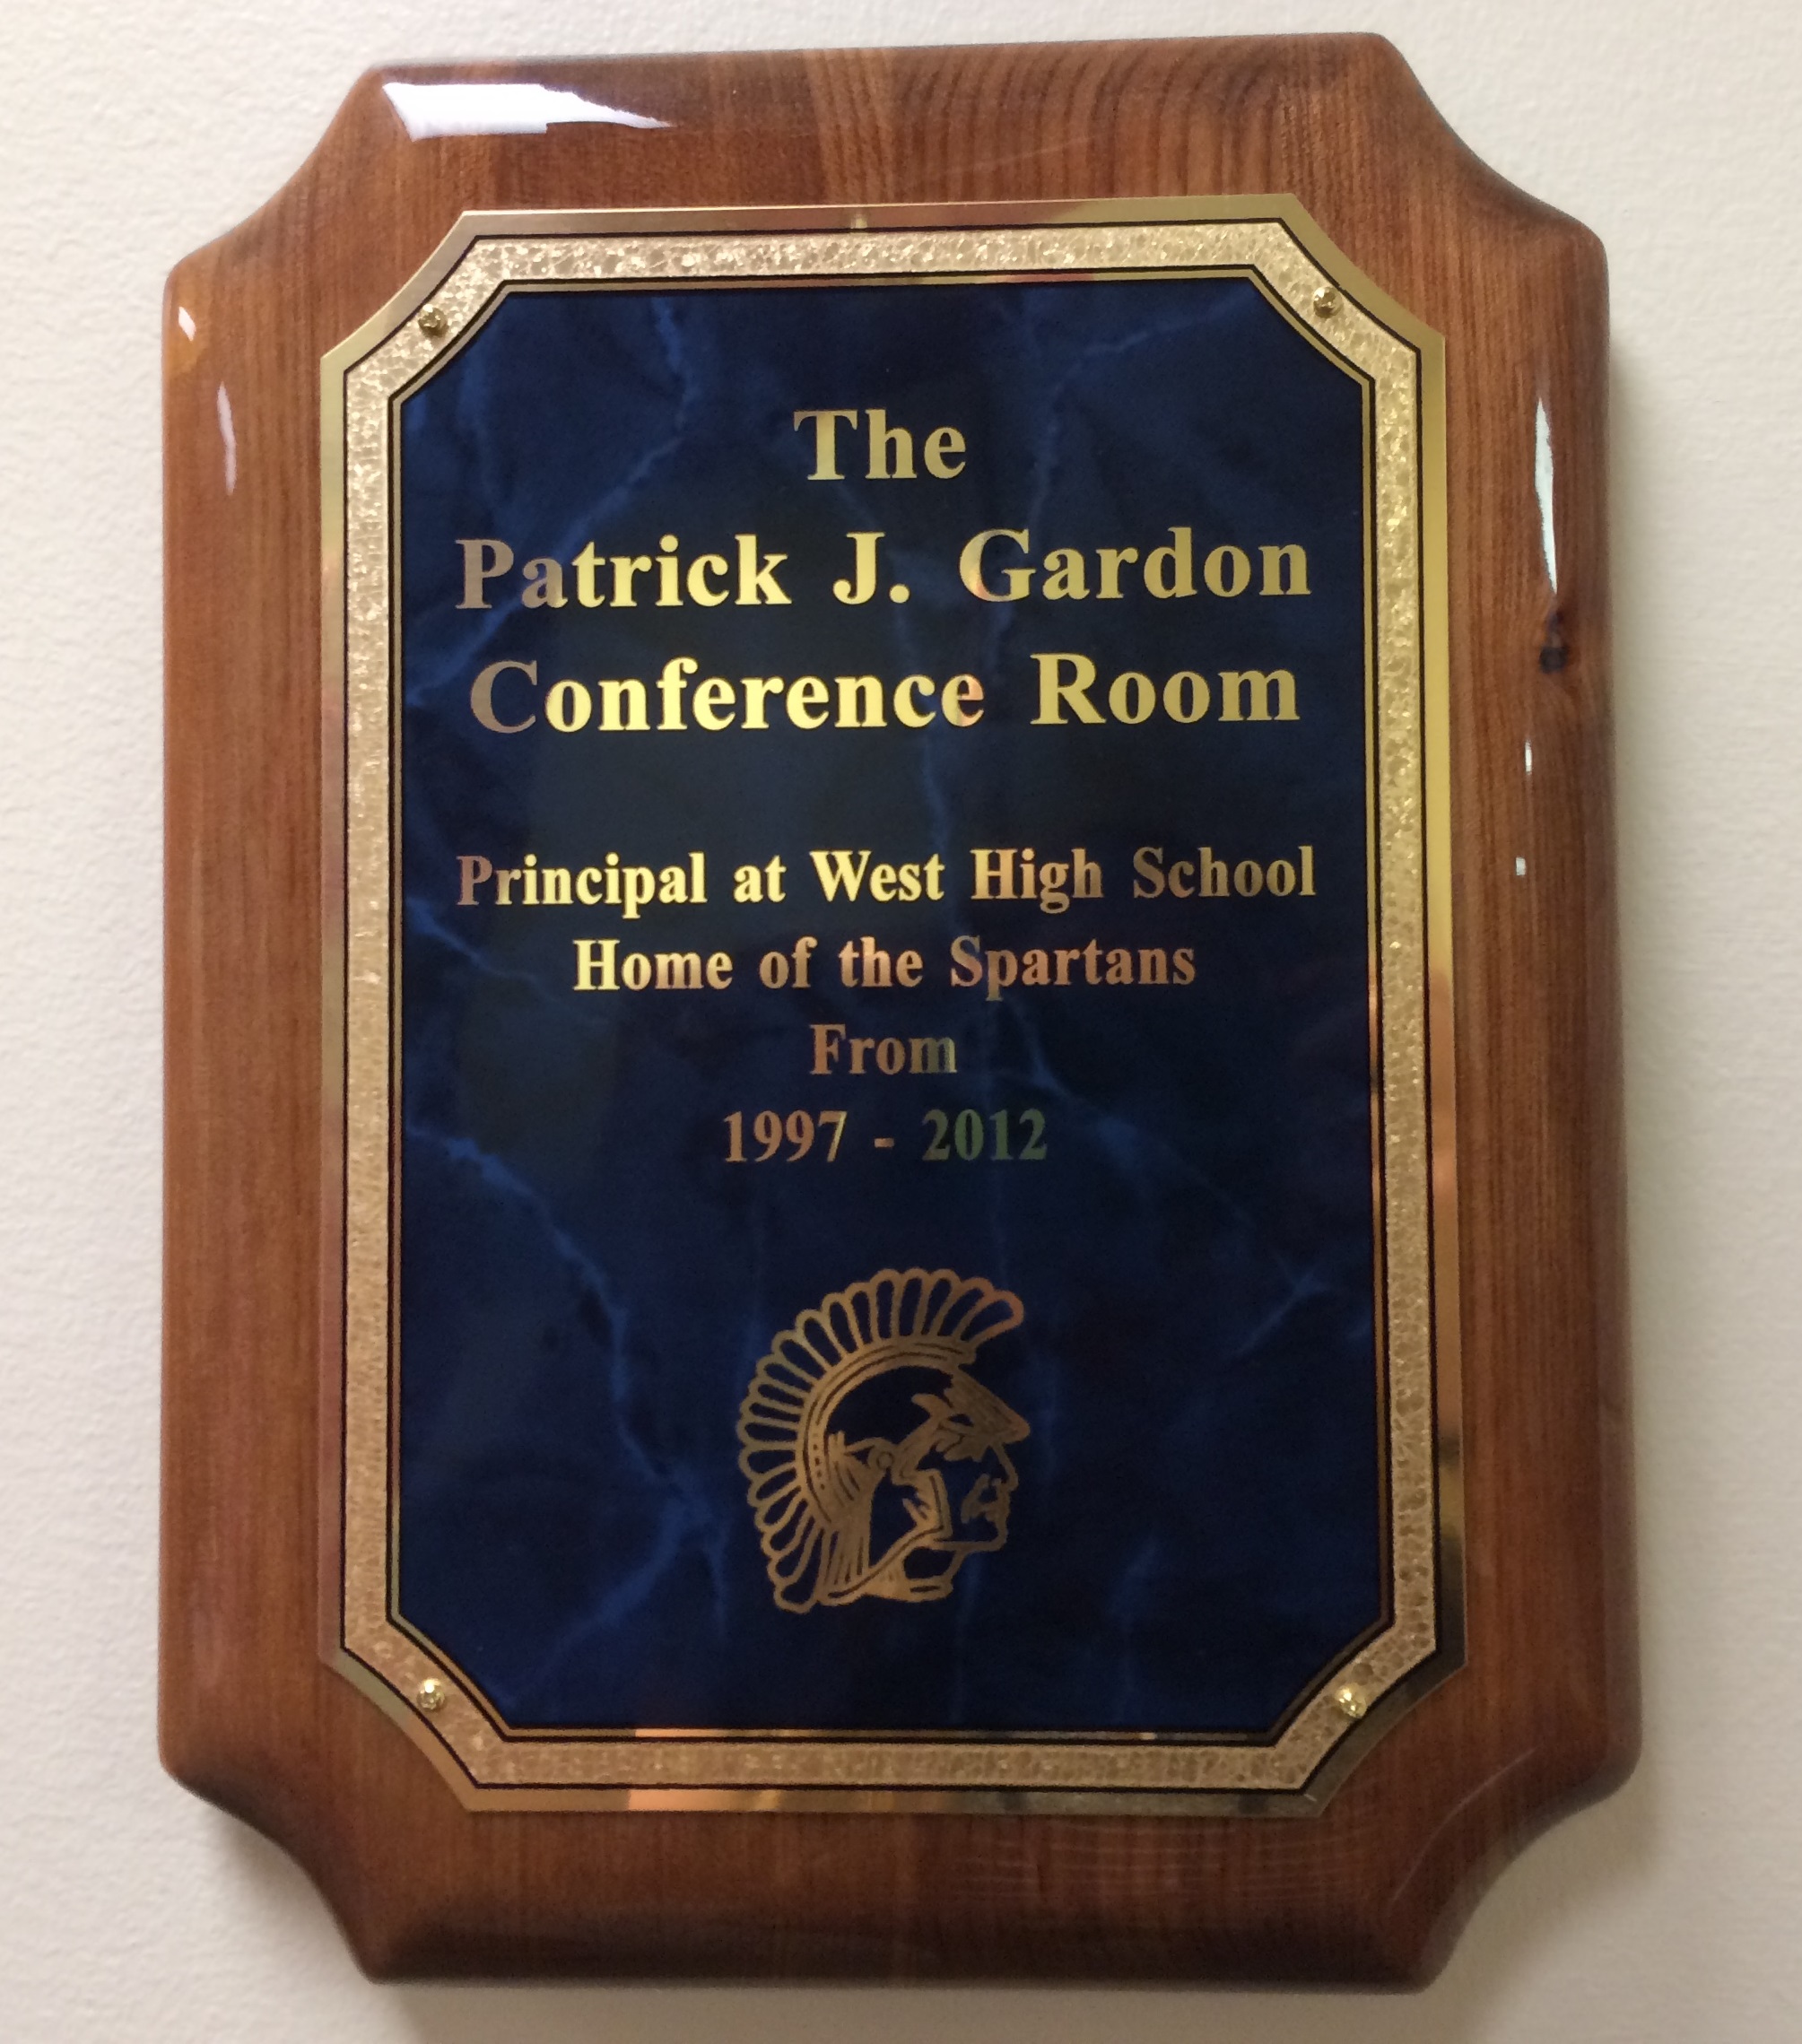 The
Patrick J. Gardon
Conference Room
Principal at West High School
Home of the Spartans
From
1997 - 2012